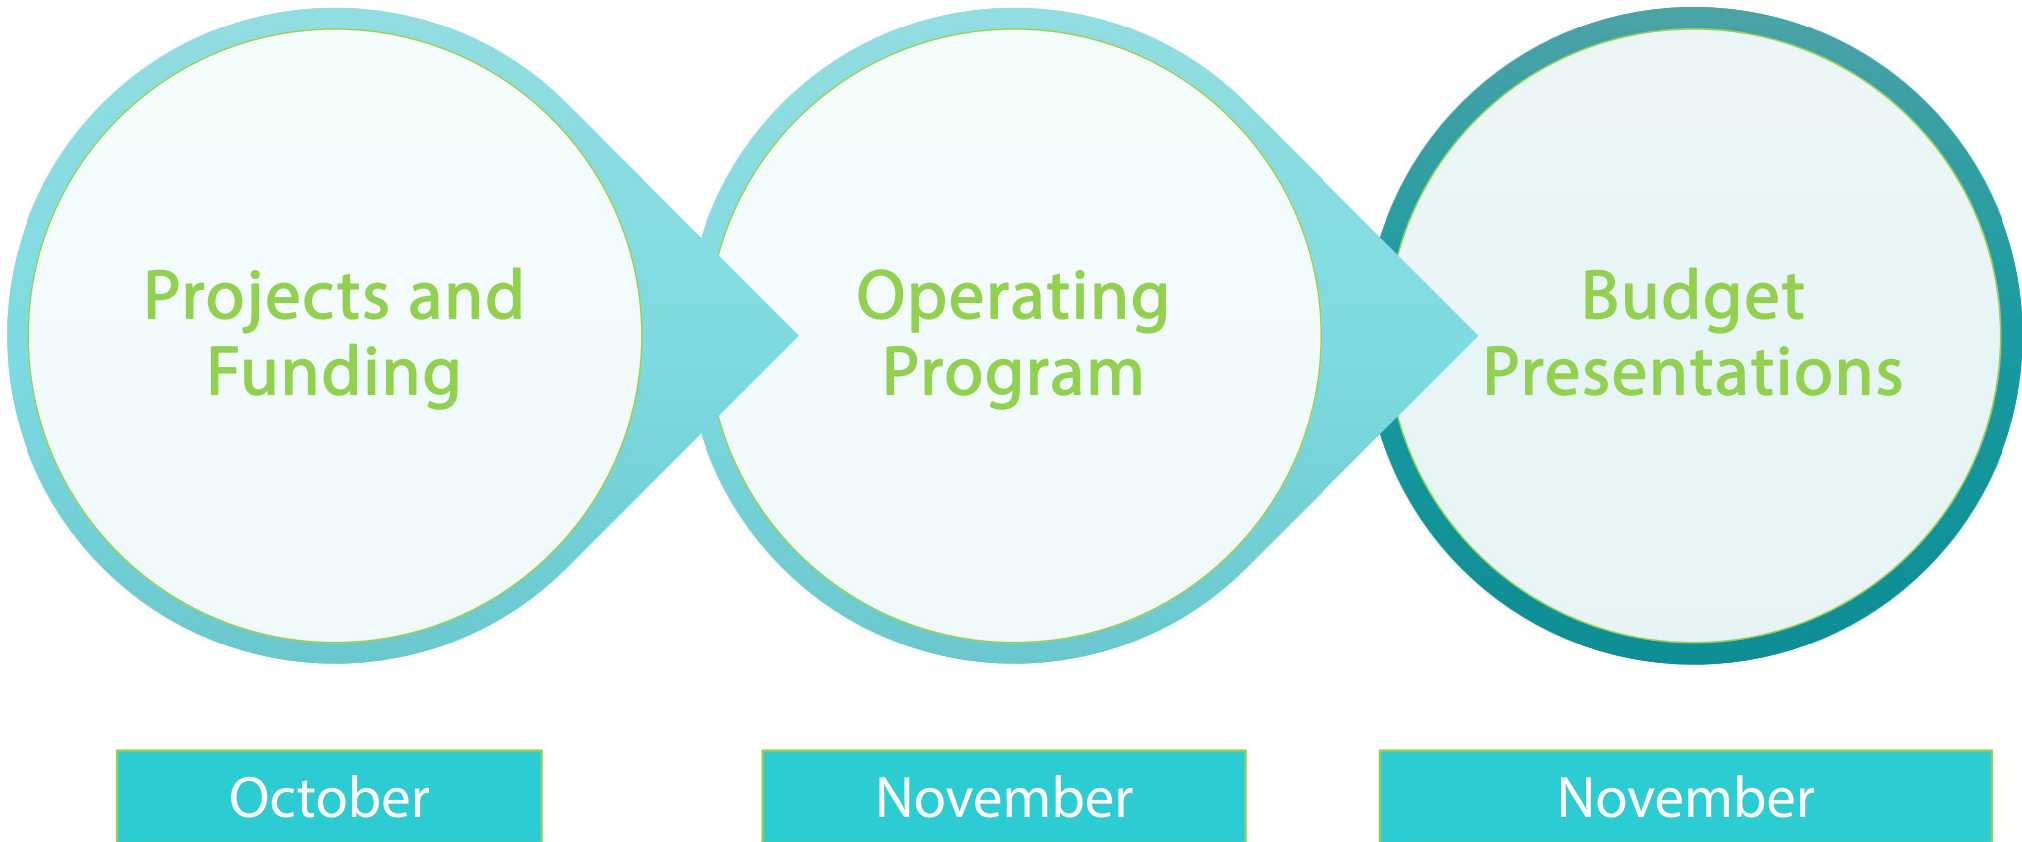 Projects and
Funding
Operating
Program
Budget
Presentations
October
November
November